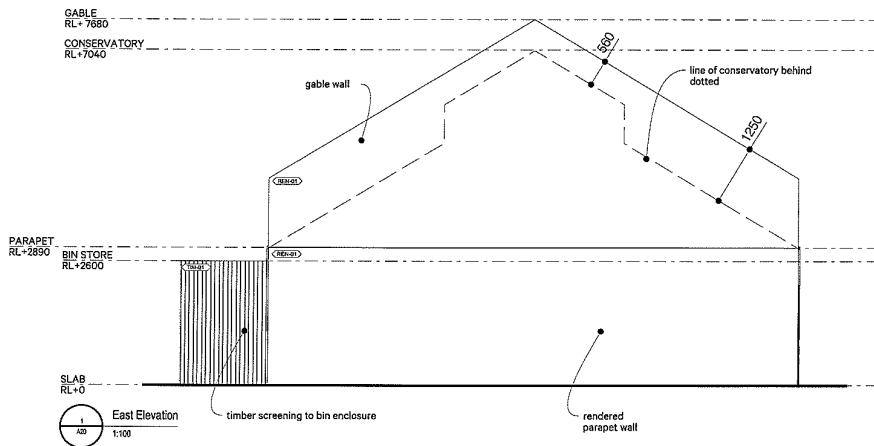 GABLE
RL+ 7680
CONSERVATORY
RL+7040
560
line of conservatory behind
dotted
gable wall
1250
REN-01
PARAPET
RL+2890
BIN STORE
RL+2600
REN-01
TIM-01
SLAB
RL+0
1
A20
East Elevation
1:100
timber screening to bin enclosure
rendered
parapet wall